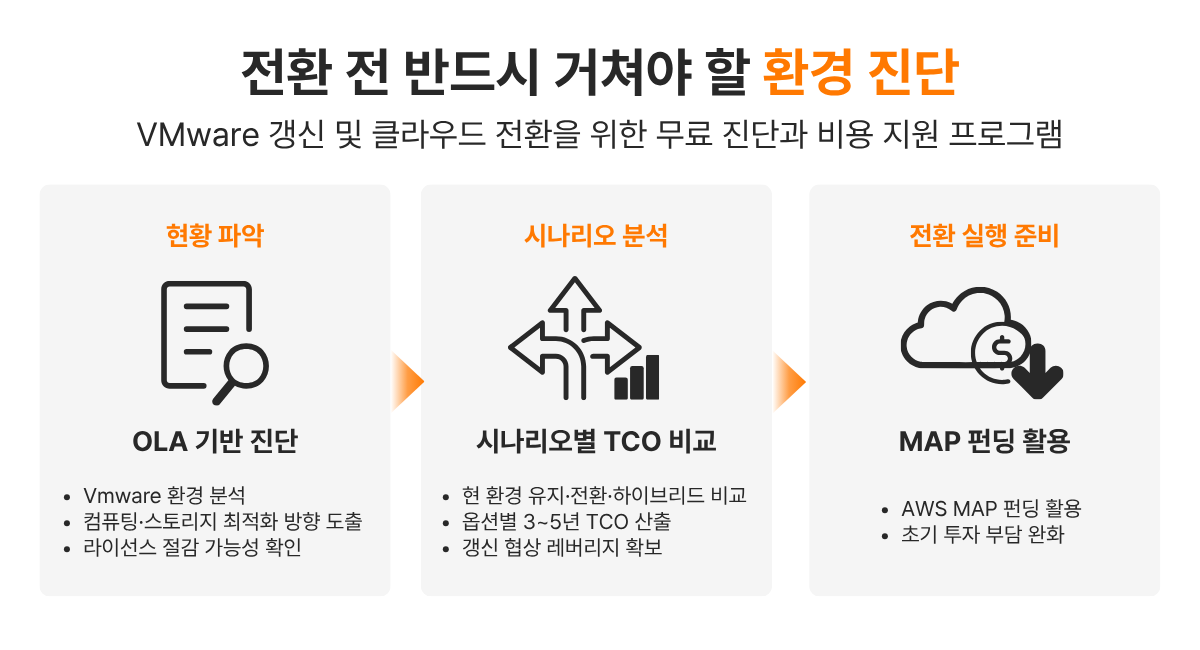 전환 전 반드시 거쳐야 할 환경 진단
VMware 갱신 및 클라우드 전환을 위한 무료 진단과 비용 지원 프로그램
현황 파악
OLA 기반 진단
• Vmware 환경 분석
• 컴퓨팅·스토리지 최적화 방향 도출
• 라이선스 절감 가능성 확인
시나리오 분석
시나리오별 TCO 비교
• 현 환경 유지·전환·하이브리드 비교
• 옵션별 3~5년 TCO 산출
• 갱신 협상 레버리지 확보
전환 실행 준비
$
MAP 펀딩 활용
• AWS MAP 펀딩 활용
• 초기 투자 부담 완화